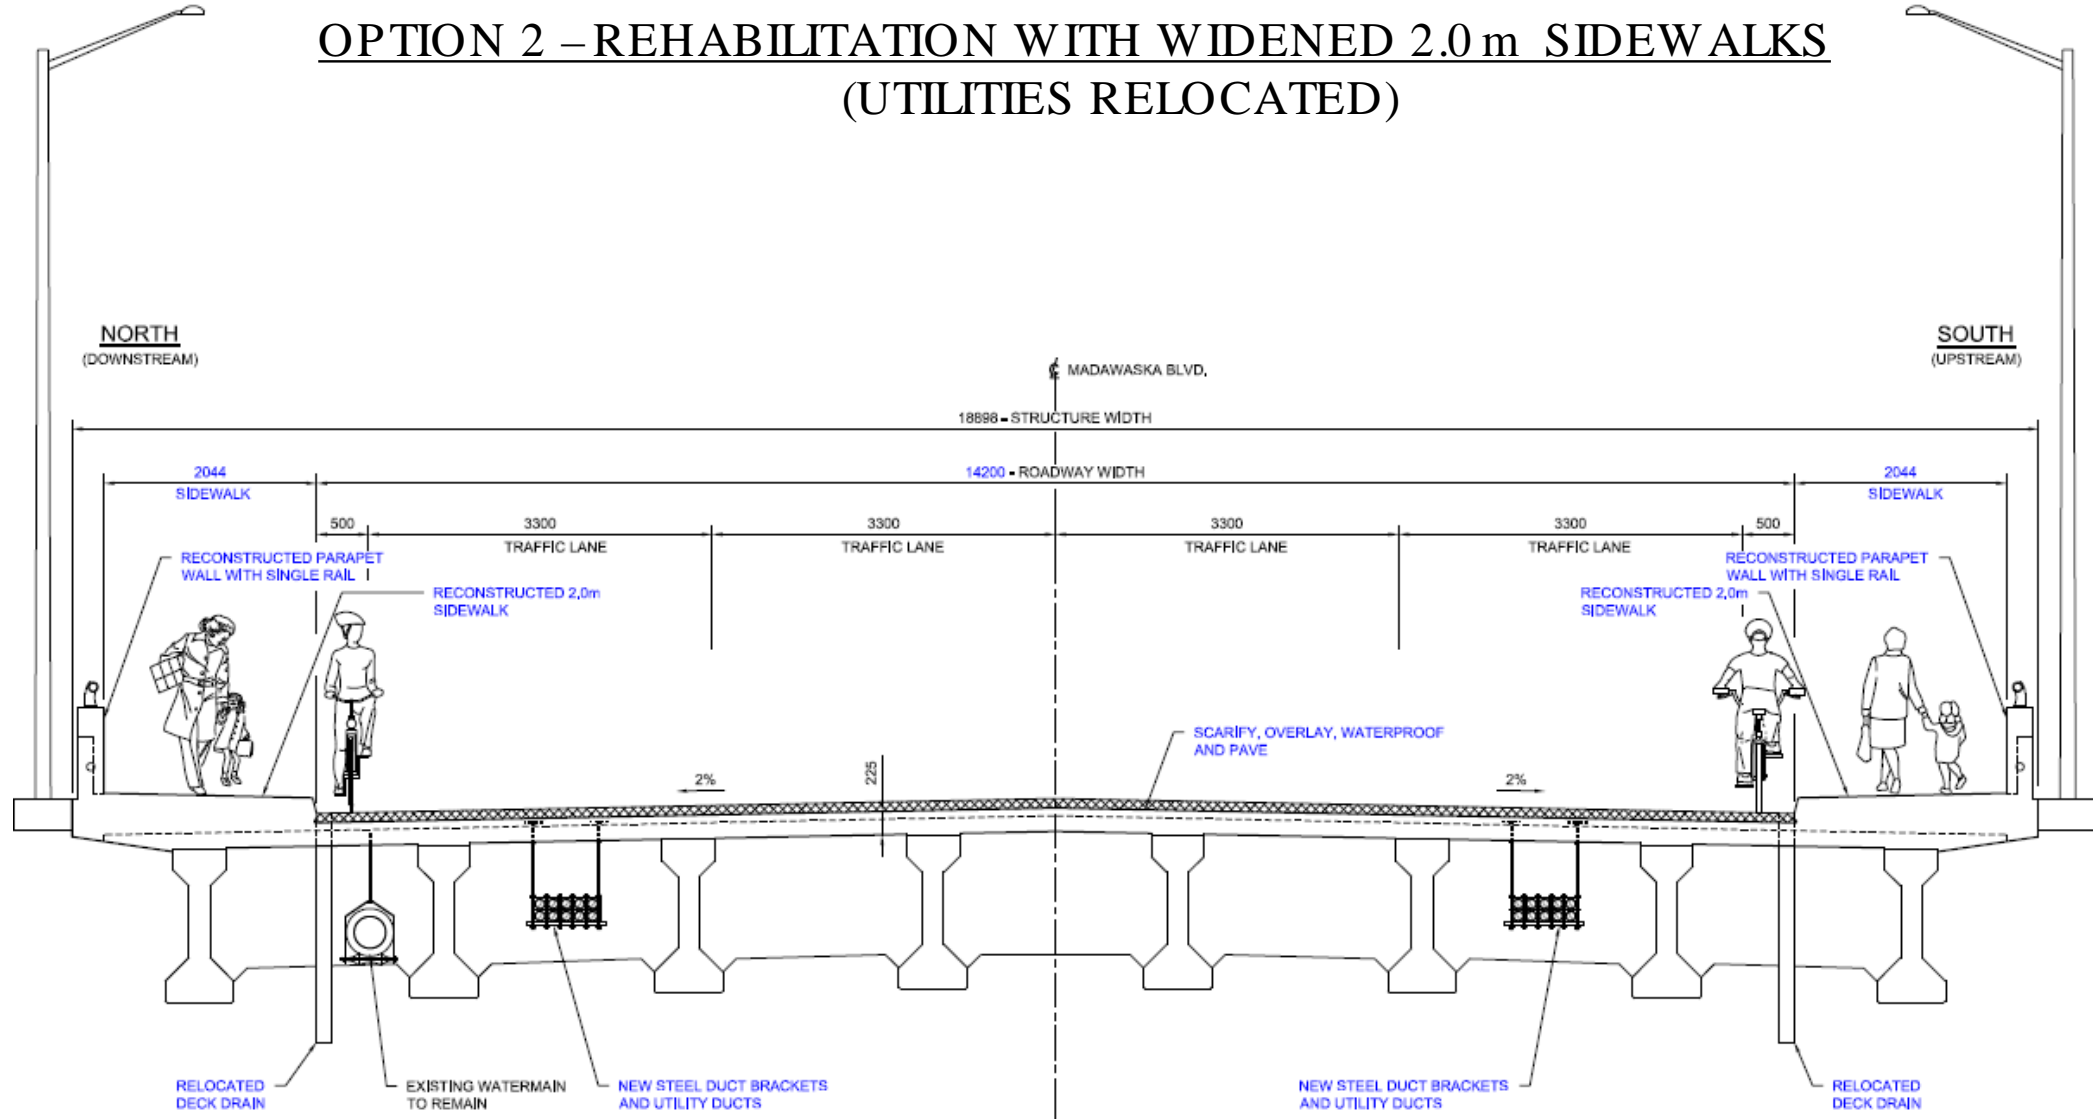 OPTION 2 – REHABILITATION WITH WIDENED 2.0 m SIDEWALKS
(UTILITIES RELOCATED)
NORTH
(DOWNSTREAM)
SOUTH
(UPSTREAM)
℄ MADAWASKA BLVD.
18898 - STRUCTURE WIDTH
2044
SIDEWALK
14200 - ROADWAY WIDTH
2044
SIDEWALK
500
3300
TRAFFIC LANE
3300
TRAFFIC LANE
3300
TRAFFIC LANE
3300
TRAFFIC LANE
500
RECONSTRUCTED PARAPET
WALL WITH SINGLE RAIL
RECONSTRUCTED 2.0m
SIDEWALK
RECONSTRUCTED PARAPET
WALL WITH SINGLE RAIL
RECONSTRUCTED 2.0m
SIDEWALK
SCARIFY, OVERLAY, WATERPROOF
AND PAVE
2%
225
2%
RELOCATED
DECK DRAIN
EXISTING WATERMAIN
TO REMAIN
NEW STEEL DUCT BRACKETS
AND UTILITY DUCTS
NEW STEEL DUCT BRACKETS
AND UTILITY DUCTS
RELOCATED
DECK DRAIN